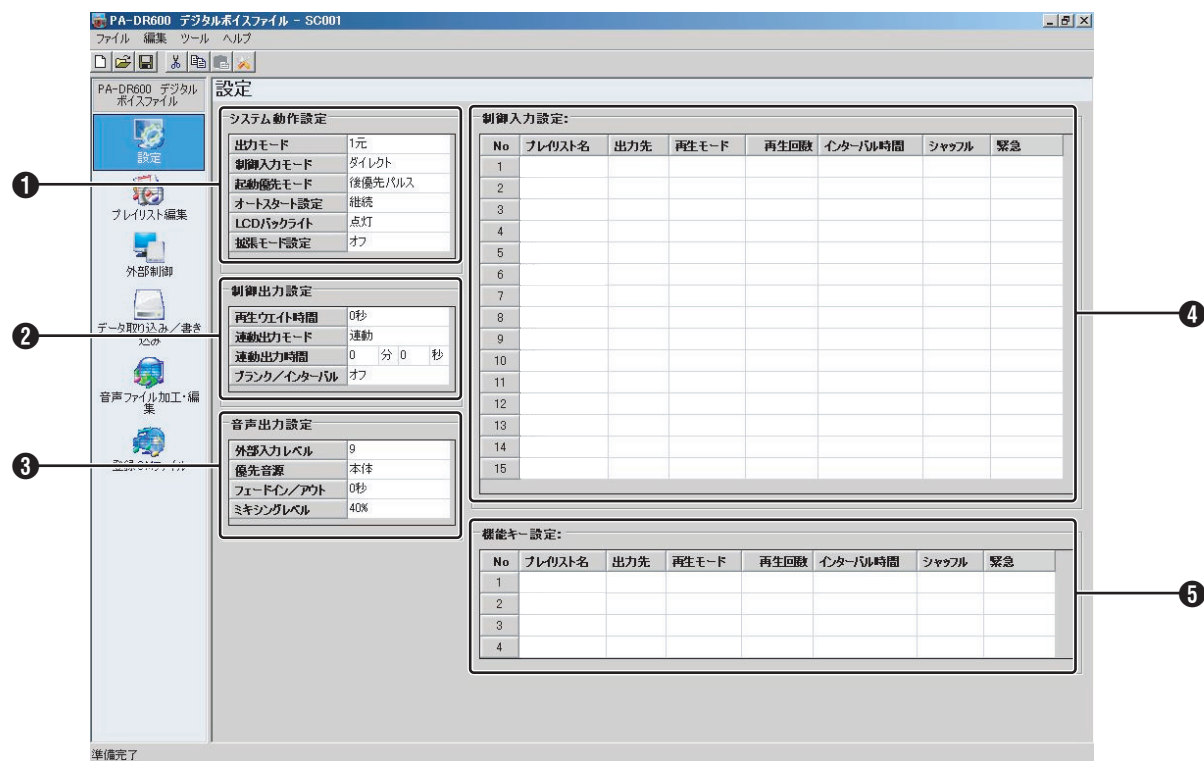 PA-DR600 デジタルボイスファイル - SC001
ファイル 編集 ツール ヘルプ
PA-DR600 デジタル
ボイスファイル
設定
プレイリスト編集
外部制御
データ取り込み/書き
込み
音声ファイル加工・編
集
設定
❶
システム動作設定
出力モード 1元
制御入力モード ダイレクト
起動優先モード 後優先パルス
オートスタート設定 継続
LCDバックライト 点灯
拡張モード設定 オフ
❷
制御出力設定
再生ウエイト時間 0秒
連動出力モード 連動
連動出力時間 0 分 0 秒
ブランク/インターバル オフ
❸
音声出力設定
外部入力レベル 9
優先音源 本体
フェードイン/アウト 0秒
ミキシングレベル 40%
❹
制御入力設定:
No プレイリスト名 出力先 再生モード 再生回数 インターバル時間 シャッフル 緊急
1
2
3
4
5
6
7
8
9
10
11
12
13
14
15
❺
機能キー設定:
No プレイリスト名 出力先 再生モード 再生回数 インターバル時間 シャッフル 緊急
1
2
3
4
準備完了